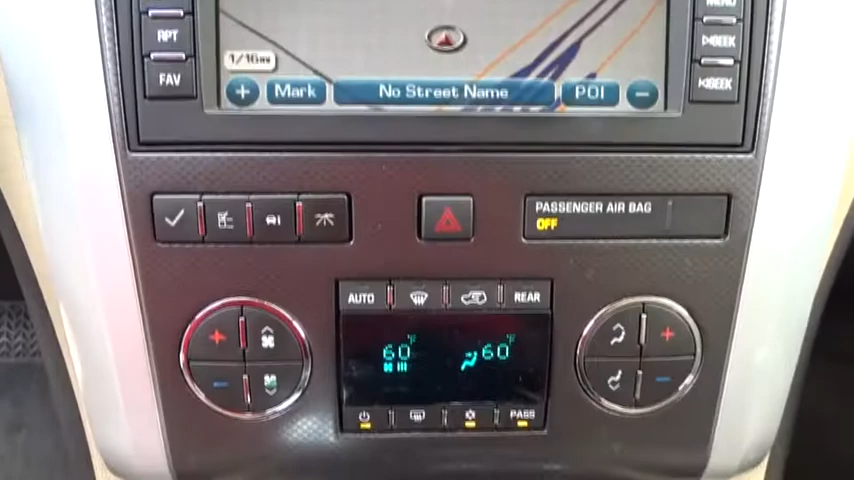 MENU
RPT
SEEK
FAV
SEEK
1/16mi
+ Mark No Street Name POI −
PASSENGER AIR BAG
OFF
AUTO REAR
60°F 60°F
PASS